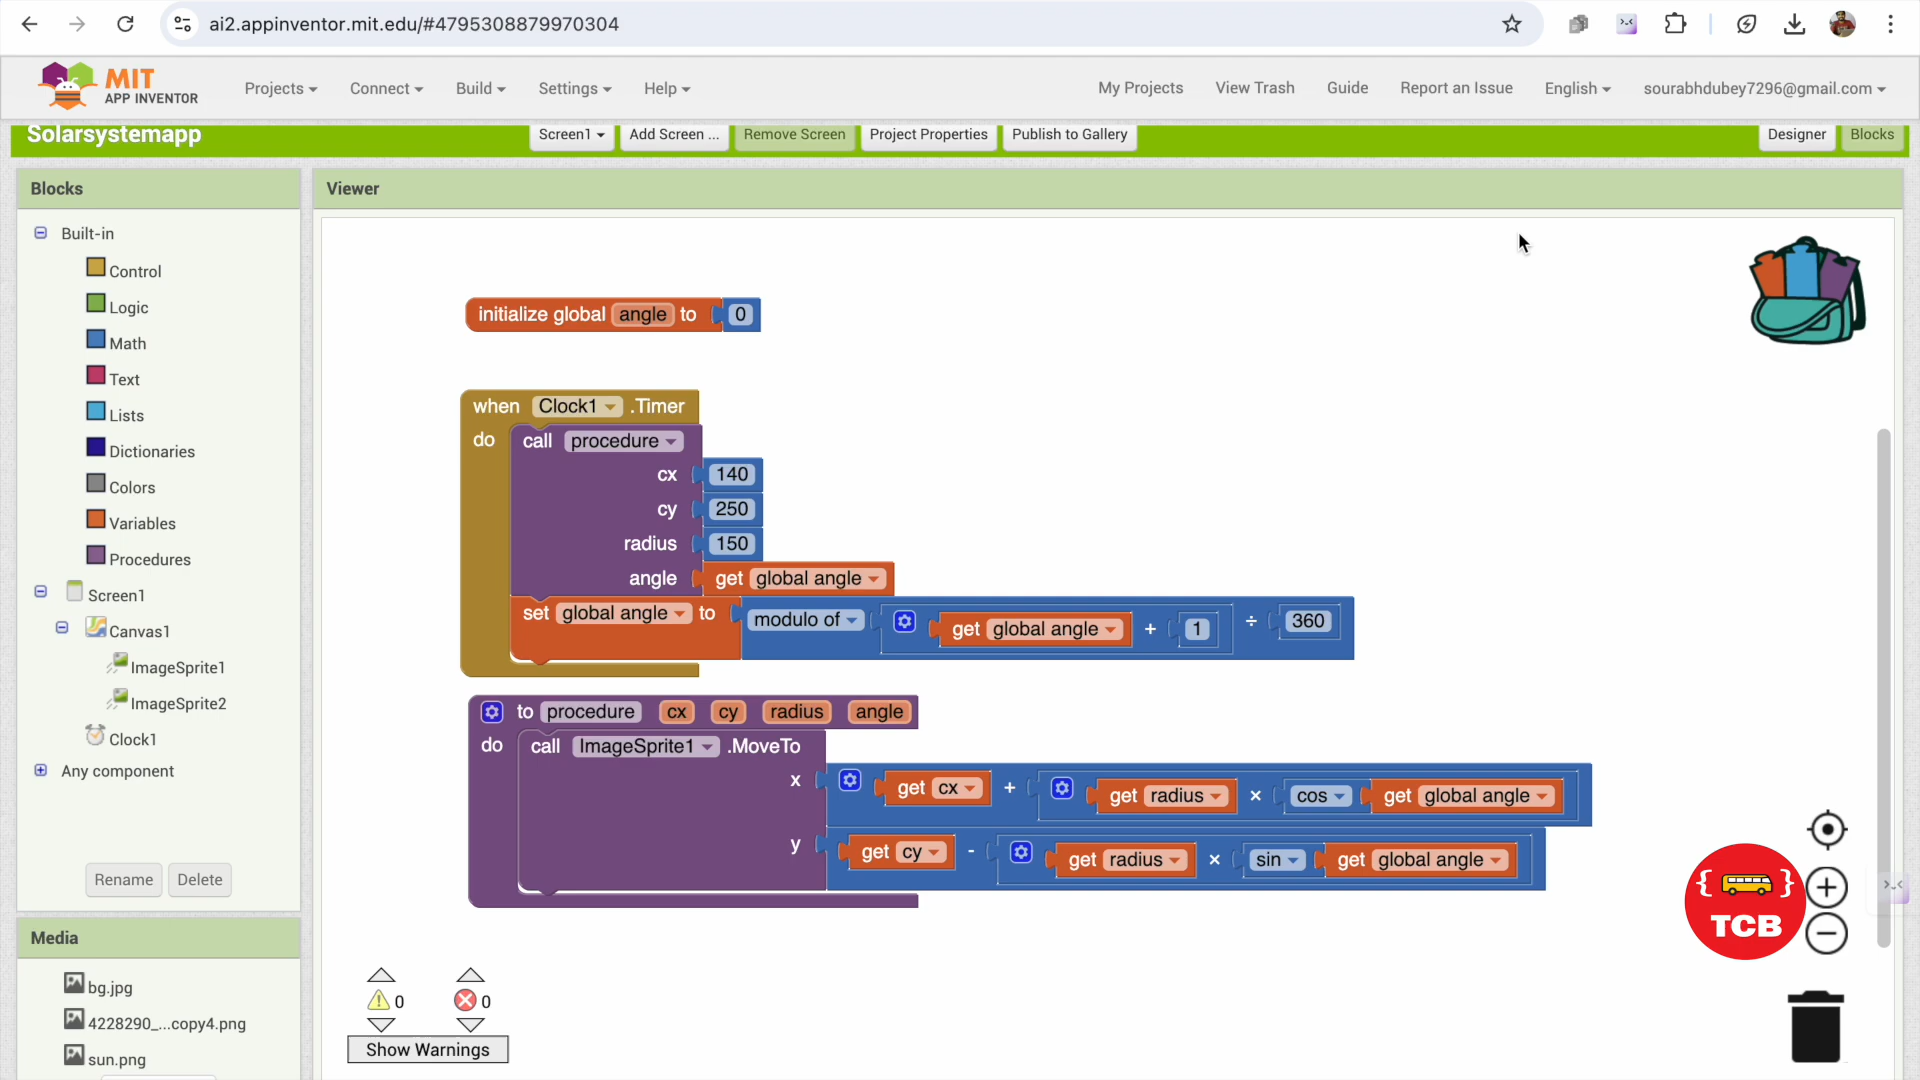 ai2.appinventor.mit.edu/#4795308879970304
MIT
APP INVENTOR
Projects Connect Build Settings Help My Projects View Trash Guide Report an Issue English sourabhdubey7296@gmail.com
Solarsystemapp Screen1 Add Screen ... Remove Screen Project Properties Publish to Gallery Designer Blocks
Blocks
Viewer
Built-in
Control
Logic
Math
Text
Lists
Dictionaries
Colors
Variables
Procedures
Screen1
Canvas1
ImageSprite1
ImageSprite2
Clock1
Any component
Rename Delete
Media
bg.jpg
4228290_...copy4.png
sun.png
initialize global angle to 0
when Clock1 .Timer
do call procedure
cx 140
cy 250
radius 150
angle get global angle
set global angle to modulo of get global angle + 1 ÷ 360
to procedure cx cy radius angle
do call ImageSprite1 .MoveTo
x get cx + get radius × cos get global angle
y get cy - get radius × sin get global angle
0 0
Show Warnings
{ }
TCB